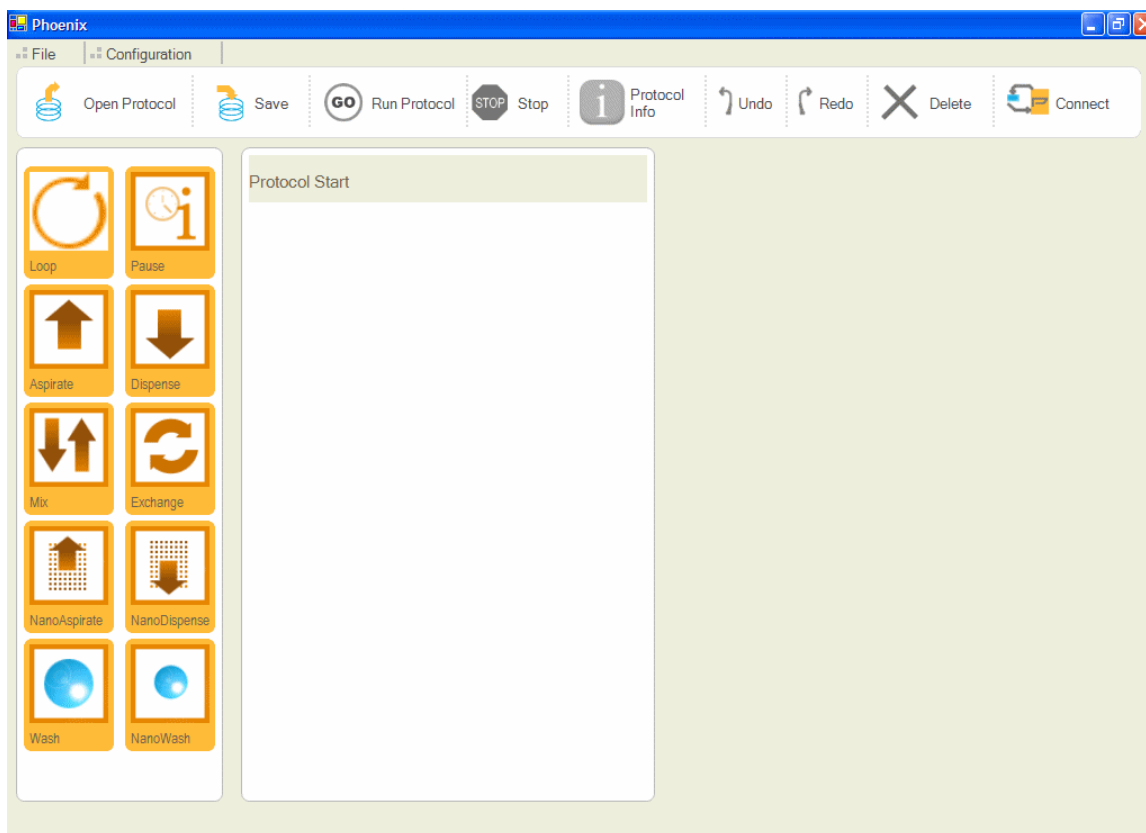 Phoenix
File
Configuration
Open Protocol
Save
GO
Run Protocol
STOP
Stop
i
Protocol
Info
Undo
Redo
Delete
Connect
Protocol Start
Loop
i
Pause
Aspirate
Dispense
Mix
Exchange
NanoAspirate
NanoDispense
Wash
NanoWash